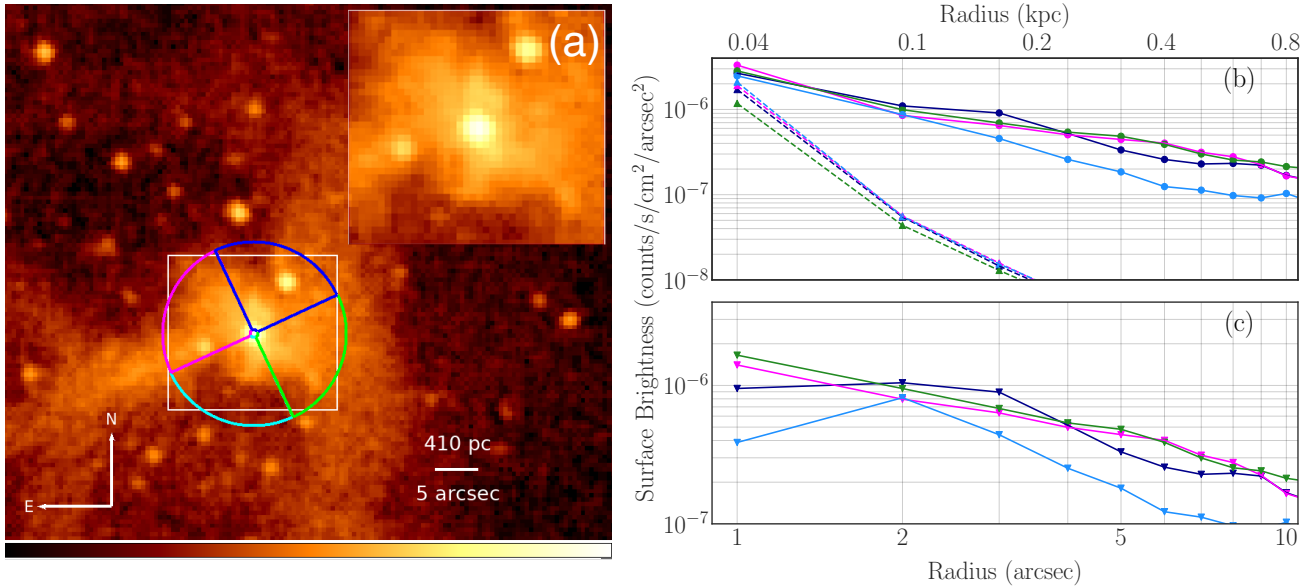 (a)
N
E
410 pc
5 arcsec
Radius (kpc)
0.04 0.1 0.2 0.4 0.8
(b)
10⁻⁶
10⁻⁷
10⁻⁸
Surface Brightness (counts/s/cm²/arcsec²)
(c)
10⁻⁶
10⁻⁷
1 2 5 10
Radius (arcsec)